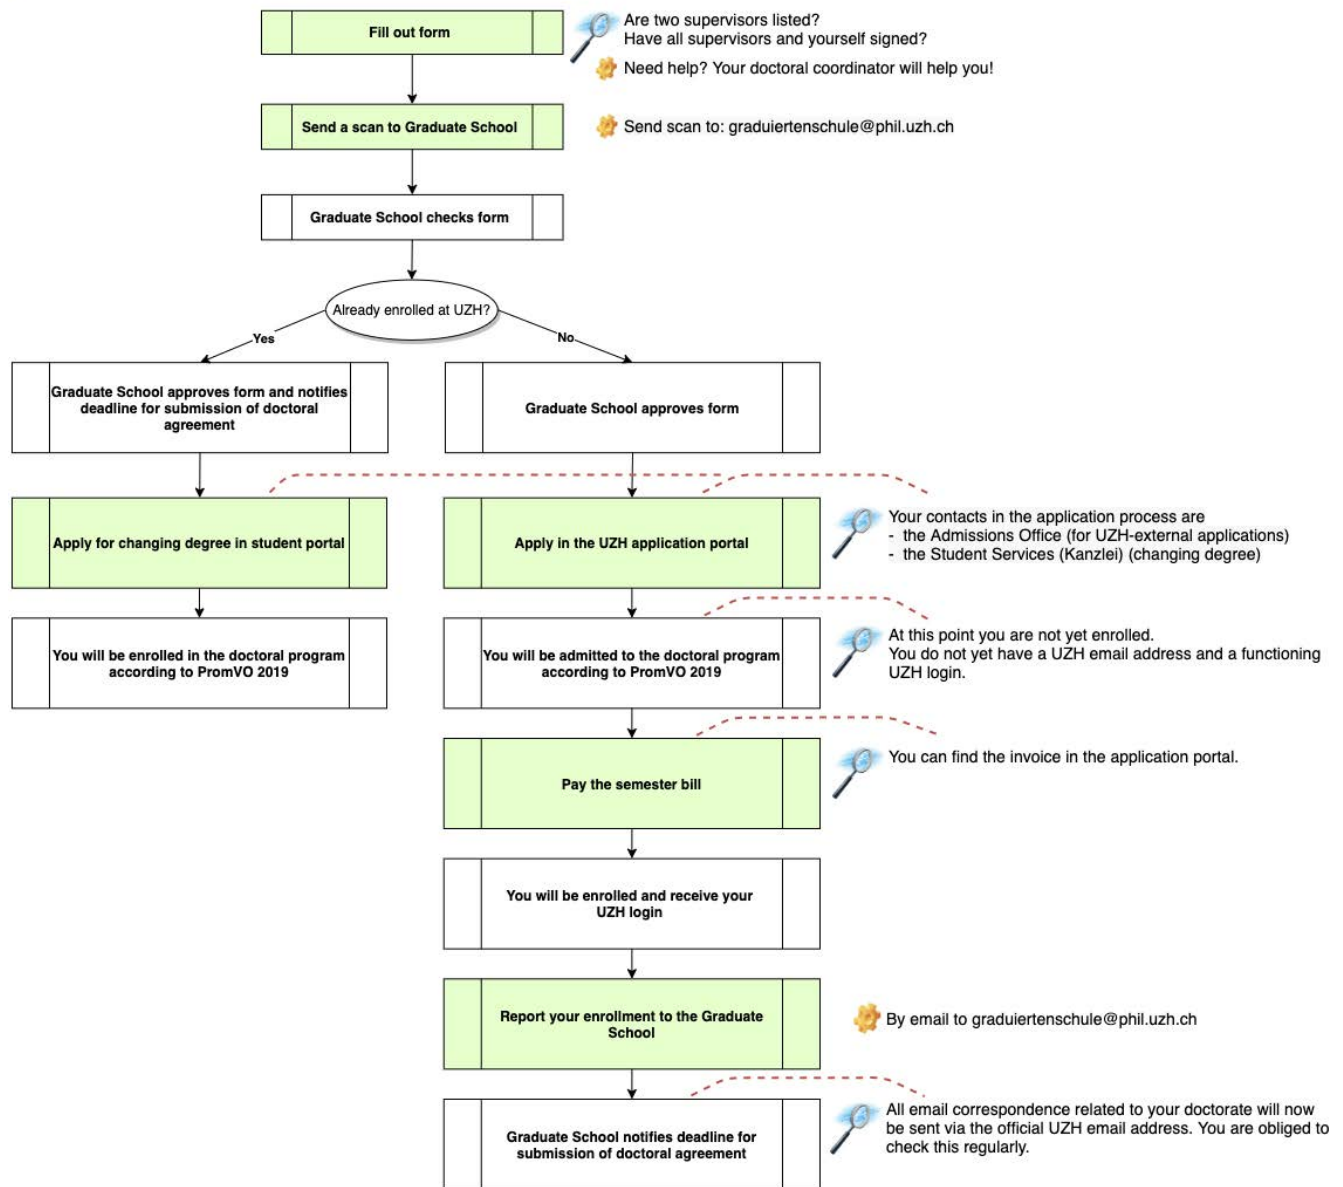 Fill out form
Are two supervisors listed?
Have all supervisors and yourself signed?
Need help? Your doctoral coordinator will help you!
Send a scan to Graduate School
Send scan to: graduiertenschule@phil.uzh.ch
Graduate School checks form
Already enrolled at UZH?
Yes
No
Graduate School approves form and notifies
deadline for submission of doctoral
agreement
Graduate School approves form
Apply for changing degree in student portal
Apply in the UZH application portal
Your contacts in the application process are
- the Admissions Office (for UZH-external applications)
- the Student Services (Kanzlei) (changing degree)
You will be enrolled in the doctoral program
according to PromVO 2019
You will be admitted to the doctoral program
according to PromVO 2019
At this point you are not yet enrolled.
You do not yet have a UZH email address and a functioning
UZH login.
Pay the semester bill
You can find the invoice in the application portal.
You will be enrolled and receive your
UZH login
Report your enrollment to the Graduate
School
By email to graduiertenschule@phil.uzh.ch
Graduate School notifies deadline for
submission of doctoral agreement
All email correspondence related to your doctorate will now
be sent via the official UZH email address. You are obliged to
check this regularly.